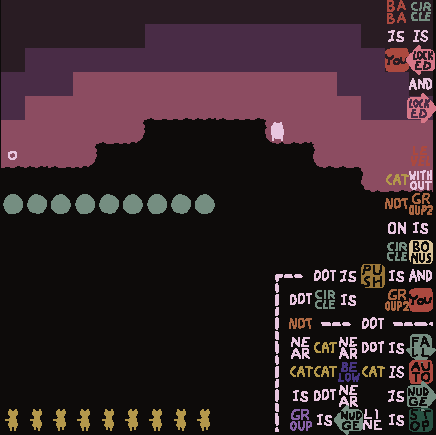 BABA CIRCLE
IS IS
YOU LOCKED
AND
LOCKED
CAT WITHOUT
NOT GROUP2
ON IS
CIRCLE BONUS
DOT IS PUSH IS AND
DOT CIRCLE IS GROUP2 YOU
NOT DOT
NEAR CAT NEAR DOT IS FALL
CAT CAT BELOW CAT IS AUTO
IS DOT NEAR IS NUDGE
GROUP IS NUDGE LINE IS STOP